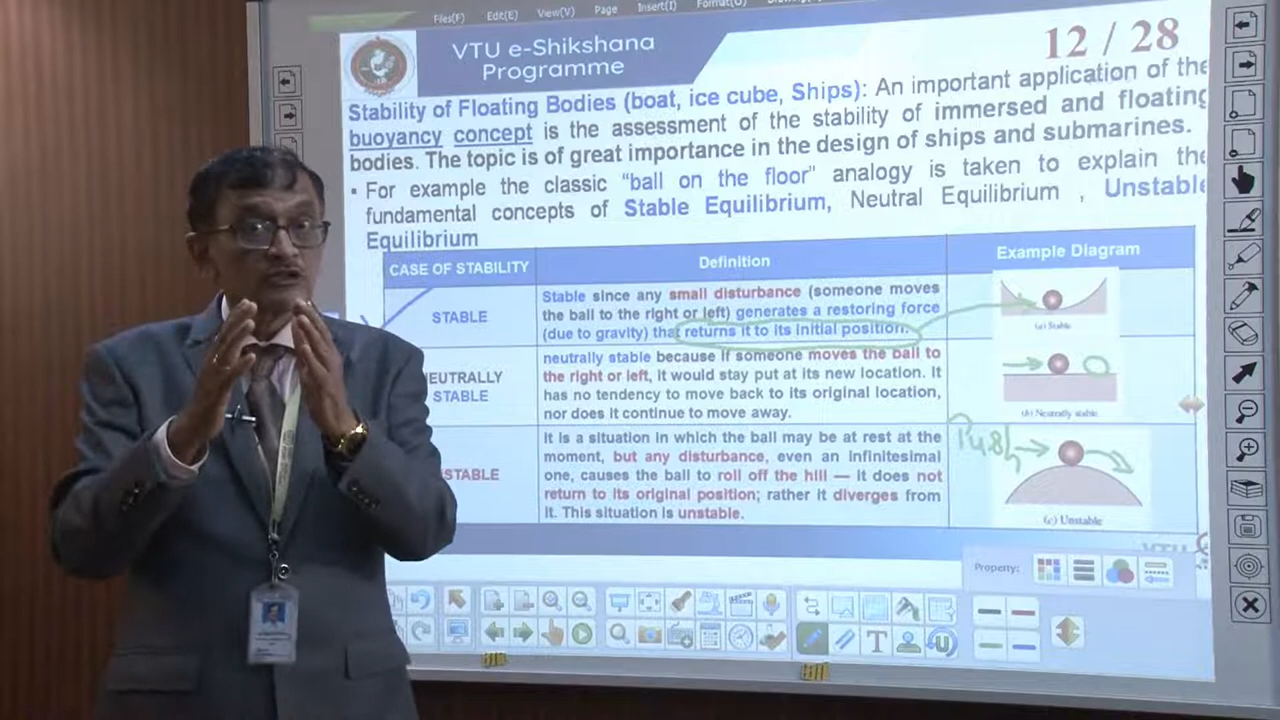 Files(F) Edit(E) View(V) Page Insert(I) Format(O)
VTU e-Shikshana
Programme
12 / 28
Stability of Floating Bodies (boat, ice cube, Ships): An important application of the
buoyancy concept is the assessment of the stability of immersed and floating
bodies. The topic is of great importance in the design of ships and submarines.
▪ For example the classic "ball on the floor" analogy is taken to explain the
fundamental concepts of Stable Equilibrium, Neutral Equilibrium , Unstable
Equilibrium
CASE OF STABILITY
Definition
Example Diagram
STABLE
Stable since any small disturbance (someone moves
the ball to the right or left) generates a restoring force
(due to gravity) that returns it to its initial position.
(a) Stable
NEUTRALLY
STABLE
neutrally stable because if someone moves the ball to
the right or left, it would stay put at its new location. It
has no tendency to move back to its original location,
nor does it continue to move away.
(b) Neutrally stable
STABLE
It is a situation in which the ball may be at rest at the
moment, but any disturbance, even an infinitesimal
one, causes the ball to roll off the hill — it does not
return to its original position; rather it diverges from
it. This situation is unstable.
Push
(c) Unstable
VTU
Property: